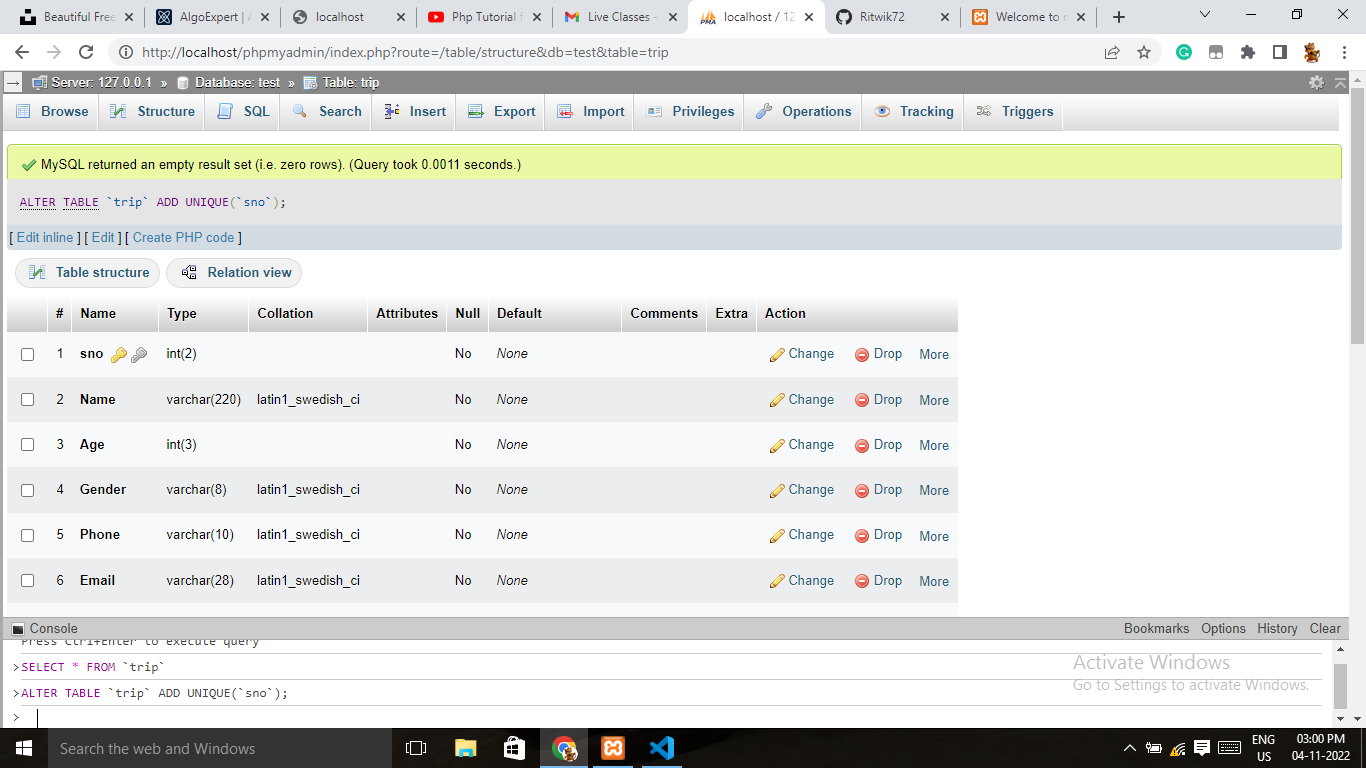 Beautiful Free
AlgoExpert | A
localhost
Php Tutorial f
Live Classes -
localhost / 12
Ritwik72
Welcome to m
http://localhost/phpmyadmin/index.php?route=/table/structure&db=test&table=trip
Server: 127.0.0.1 » Database: test » Table: trip
Browse Structure SQL Search Insert Export Import Privileges Operations Tracking Triggers
MySQL returned an empty result set (i.e. zero rows). (Query took 0.0011 seconds.)
ALTER TABLE `trip` ADD UNIQUE(`sno`);
[ Edit inline ] [ Edit ] [ Create PHP code ]
Table structure Relation view
# Name Type Collation Attributes Null Default Comments Extra Action
1 sno int(2) No None Change Drop More
2 Name varchar(220) latin1_swedish_ci No None Change Drop More
3 Age int(3) No None Change Drop More
4 Gender varchar(8) latin1_swedish_ci No None Change Drop More
5 Phone varchar(10) latin1_swedish_ci No None Change Drop More
6 Email varchar(28) latin1_swedish_ci No None Change Drop More
Console Bookmarks Options History Clear
Press Ctrl+Enter to execute query
>SELECT * FROM `trip`
>ALTER TABLE `trip` ADD UNIQUE(`sno`);
>
Activate Windows
Go to Settings to activate Windows.
Search the web and Windows
ENG
US
03:00 PM
04-11-2022